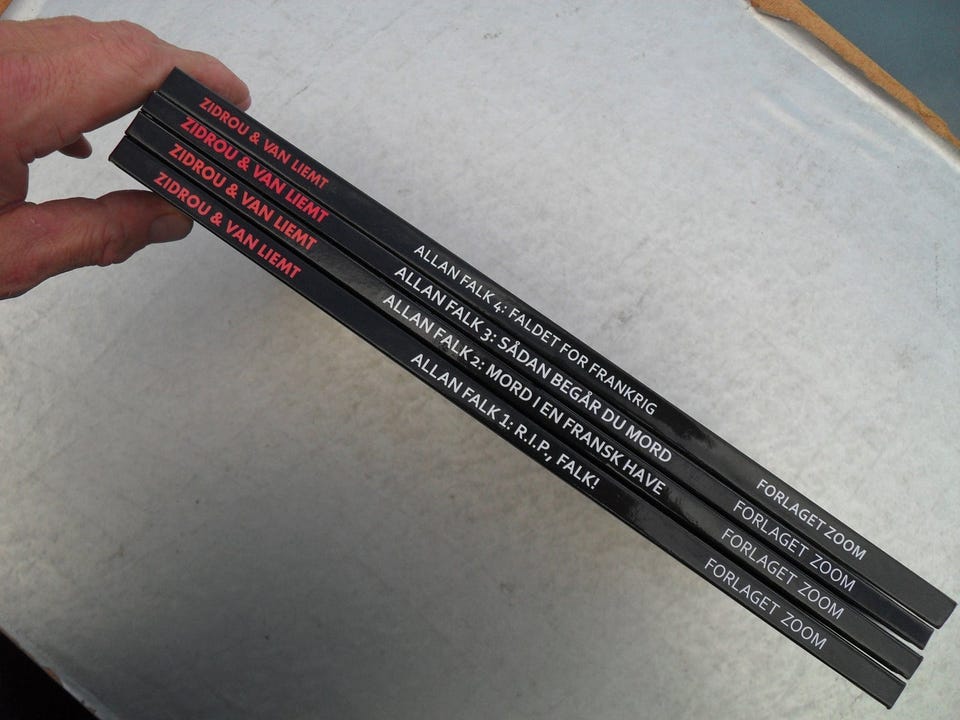 ZIDROU & VAN LIEMT ALLAN FALK 4: FALDET FOR FRANKRIG FORLAGET ZOOM
ZIDROU & VAN LIEMT ALLAN FALK 3: SÅDAN BEGÅR DU MORD FORLAGET ZOOM
ZIDROU & VAN LIEMT ALLAN FALK 2: MORD I EN FRANSK HAVE FORLAGET ZOOM
ZIDROU & VAN LIEMT ALLAN FALK 1: R.I.P., FALK! FORLAGET ZOOM